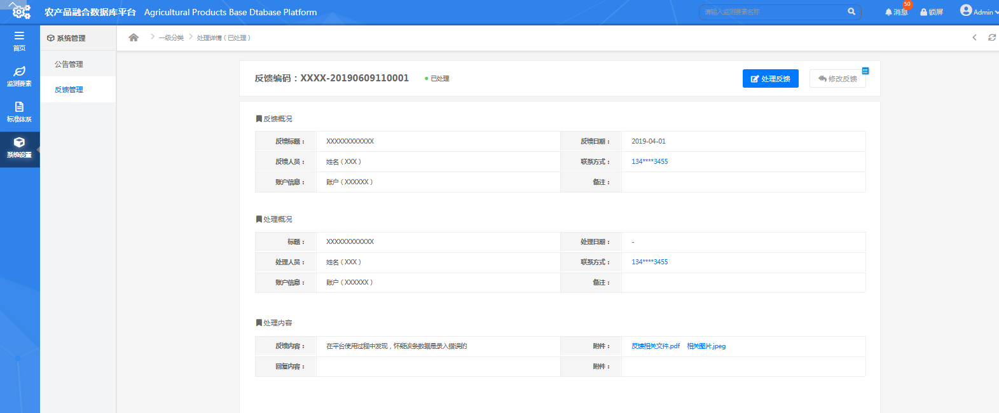 农产品融合数据库平台 Agricultural Products Base Dtabase Platform
请输入监测要素名称
消息 50
锁屏
Admin
首页
监测要素
标准体系
系统设置
系统管理
公告管理
反馈管理
一级分类 处理详情（已处理）
反馈编码：XXXX-20190609110001 已处理
处理反馈
修改反馈
反馈概况
反馈标题： XXXXXXXXXXXX 反馈日期： 2019-04-01
反馈人员： 姓名（XXX） 联系方式： 134****3455
账户信息： 账户（XXXXXX） 备注：
处理概况
标题： XXXXXXXXXXXX 处理日期： -
处理人员： 姓名（XXX） 联系方式： 134****3455
账户信息： 账户（XXXXXX） 备注：
处理内容
反馈内容： 在平台使用过程中发现，怀疑该条数据是录入错误的 附件： 反馈相关文件.pdf 相关图片.jpeg
回复内容： 附件：